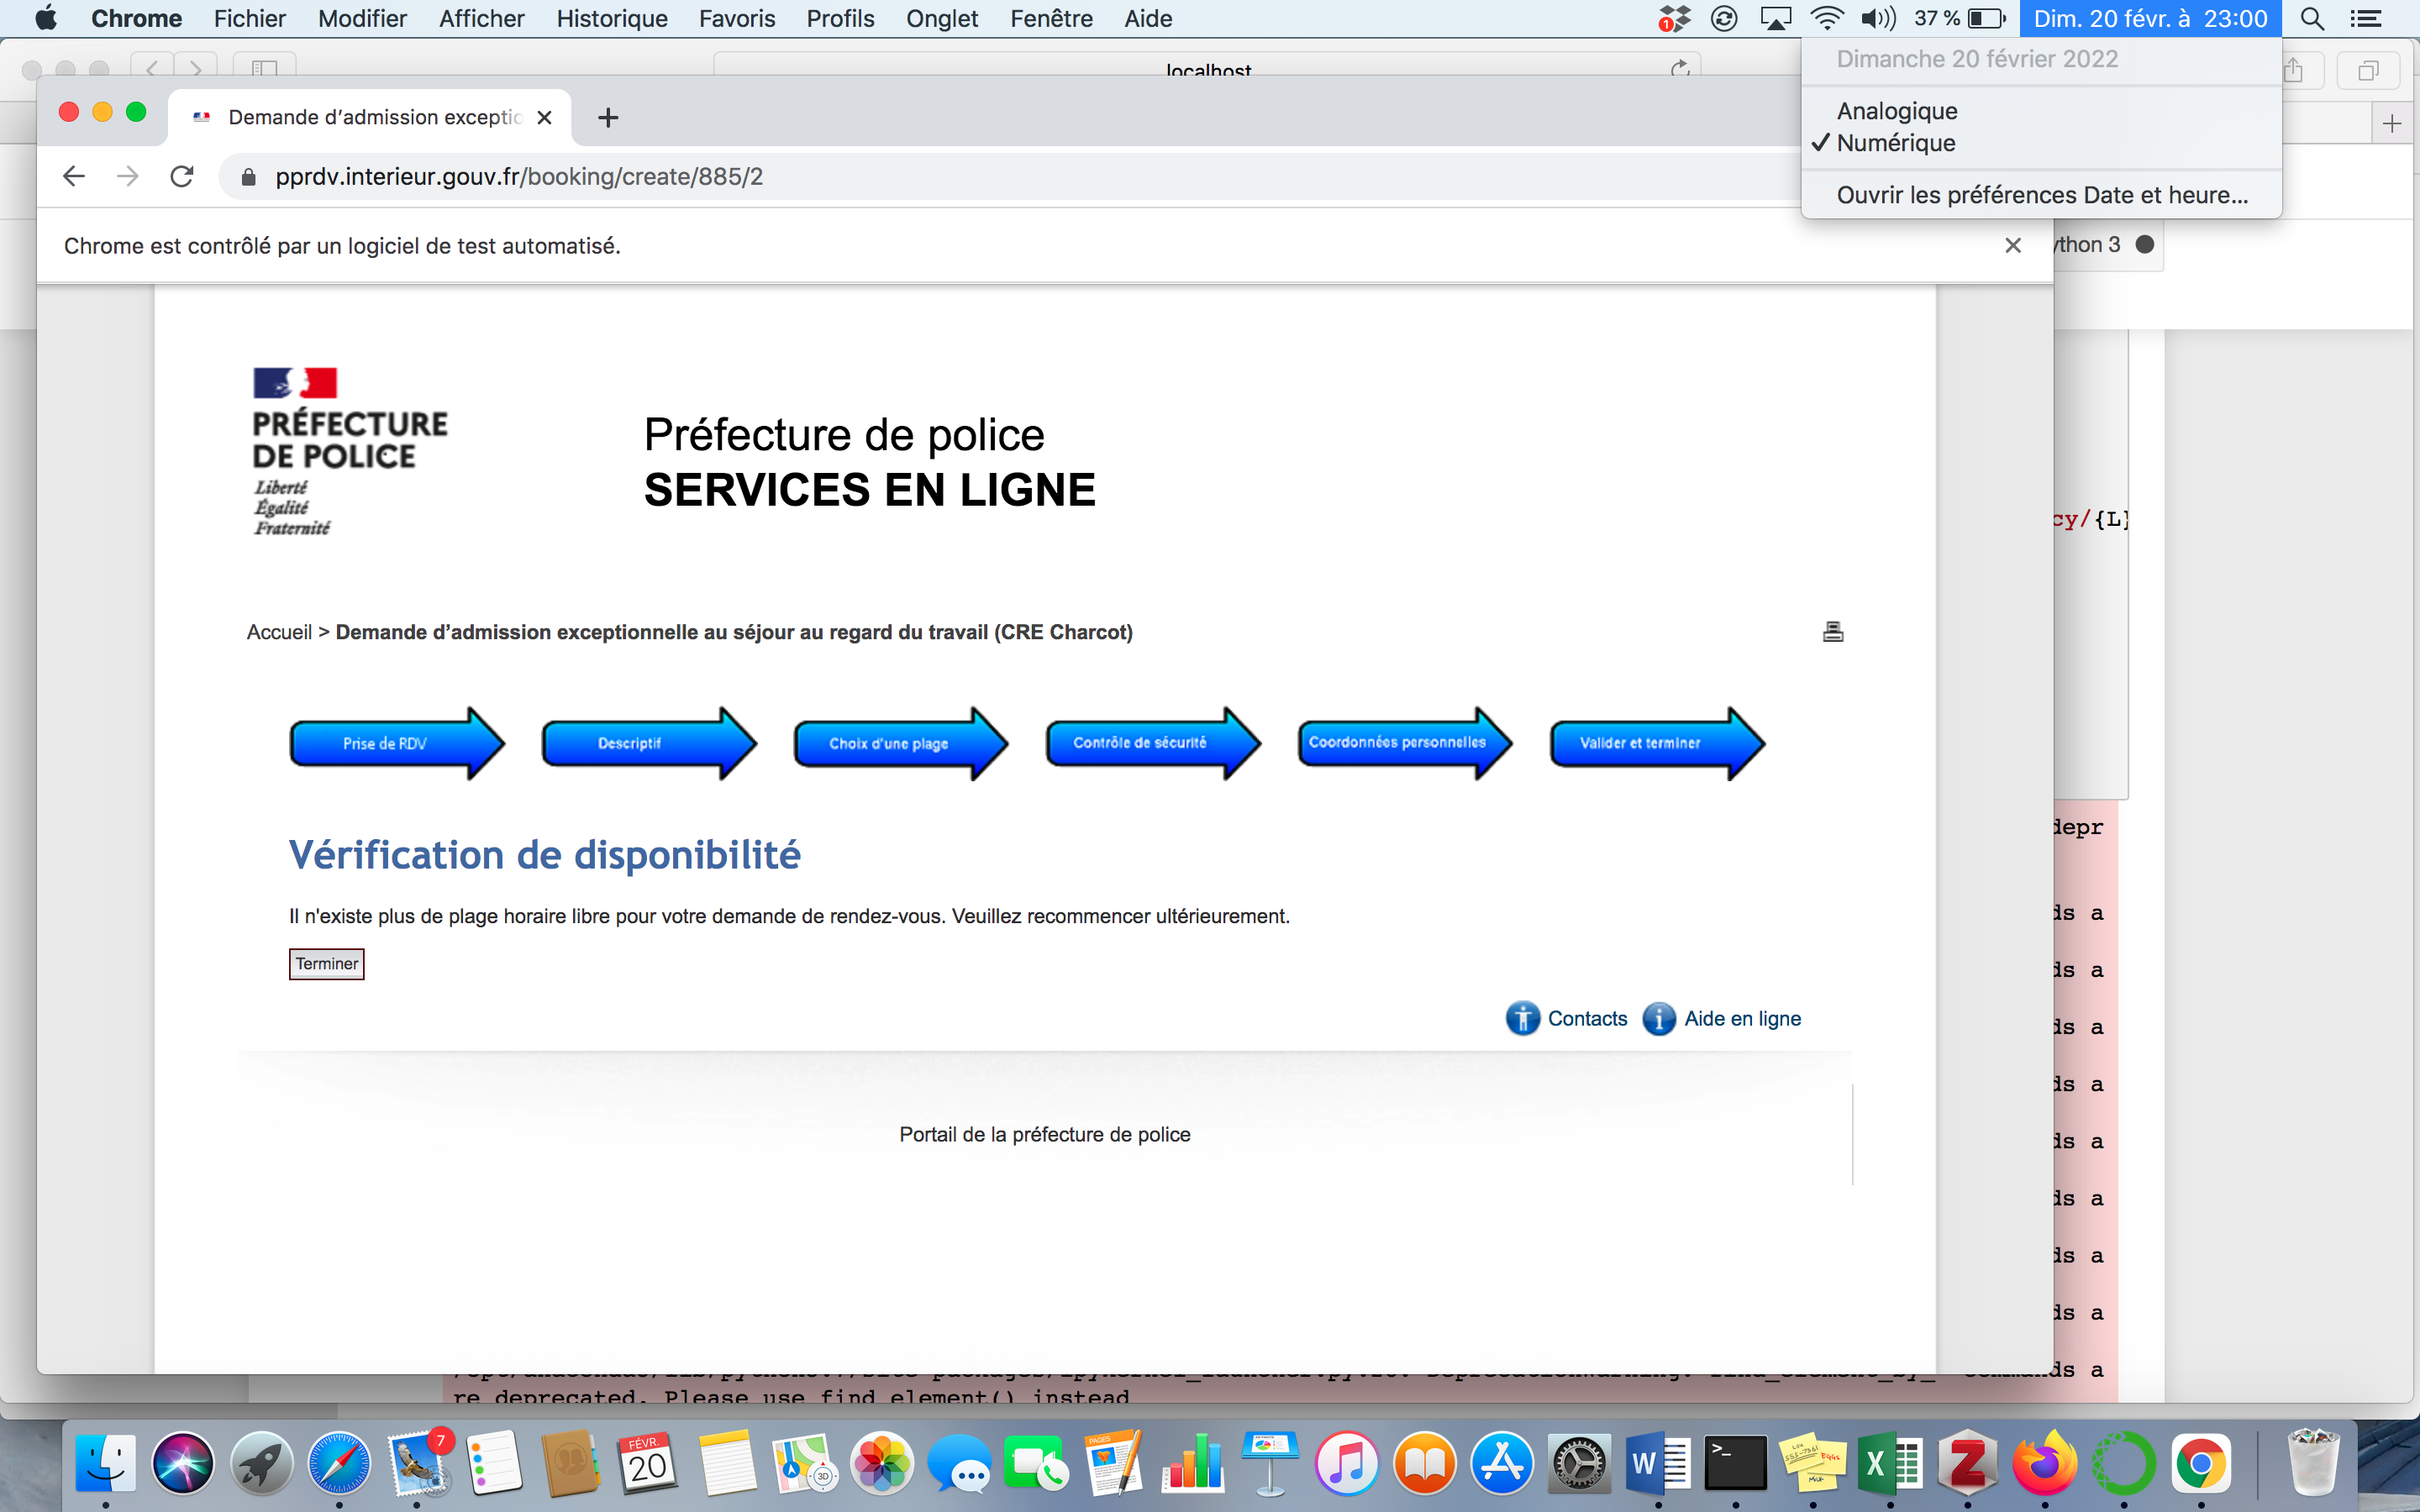 Chrome Fichier Modifier Afficher Historique Favoris Profils Onglet Fenêtre Aide 1 37 % Dim. 20 févr. à 23:00
Dimanche 20 février 2022
Analogique
✓ Numérique
Ouvrir les préférences Date et heure...
localhost
Demande d'admission exceptio
pprdv.interieur.gouv.fr/booking/create/885/2
Chrome est contrôlé par un logiciel de test automatisé.
ython 3
PRÉFECTURE
DE POLICE
Liberté
Égalité
Fraternité
Préfecture de police
SERVICES EN LIGNE
cy/{L}
Accueil > Demande d'admission exceptionnelle au séjour au regard du travail (CRE Charcot)
Prise de RDV
Descriptif
Choix d'une plage
Contrôle de sécurité
Coordonnées personnelles
Valider et terminer
Vérification de disponibilité
Il n'existe plus de plage horaire libre pour votre demande de rendez-vous. Veuillez recommencer ultérieurement.
Terminer
Contacts
Aide en ligne
Portail de la préfecture de police
depr
ds a
ds a
ds a
ds a
ds a
ds a
ds a
ds a
ds a
re deprecated. Please use find_element() instead
7
FÉVR.
20
3D
PAGES
W
>_
X
Z